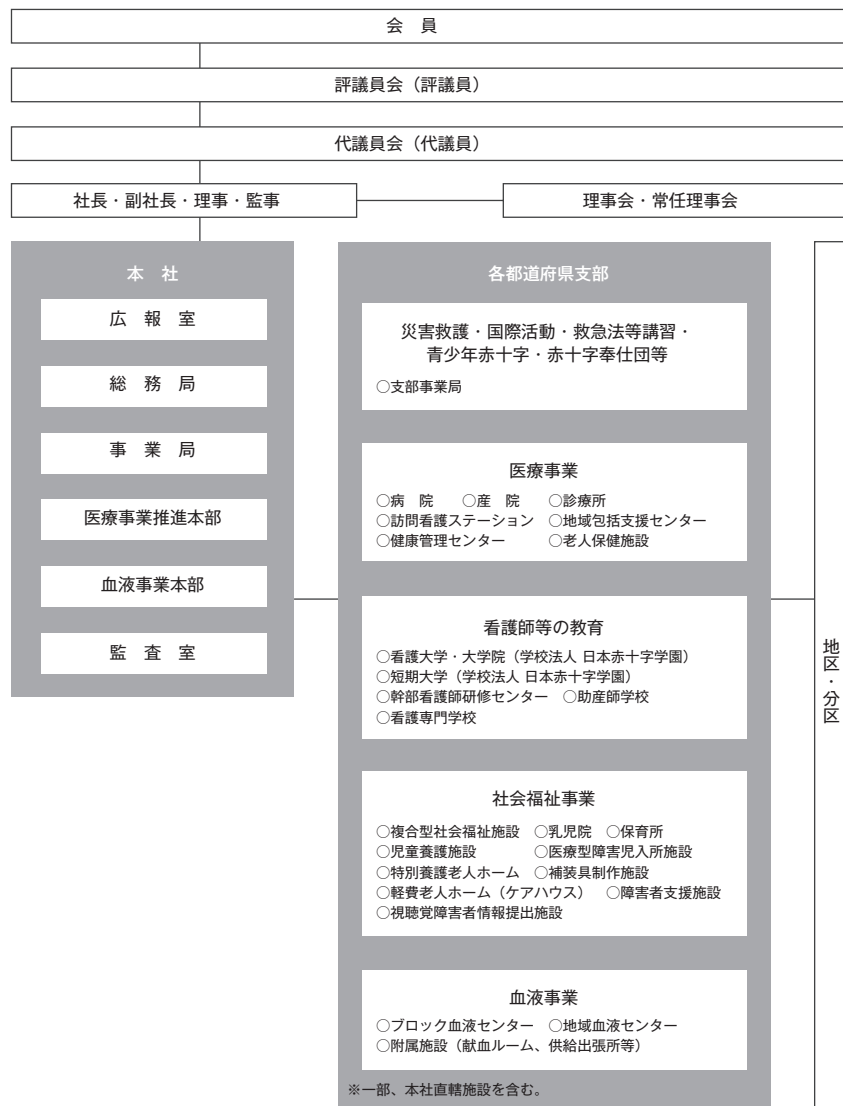 会　員
評議員会（評議員）
代議員会（代議員）
社長・副社長・理事・監事
理事会・常任理事会
本　社
広　報　室
総　務　局
事　業　局
医療事業推進本部
血液事業本部
監　査　室
各都道府県支部
災害救護・国際活動・救急法等講習・
青少年赤十字・赤十字奉仕団等
○支部事業局
医療事業
○病　院　○産　院　○診療所
○訪問看護ステーション　○地域包括支援センター
○健康管理センター　○老人保健施設
看護師等の教育
○看護大学・大学院（学校法人 日本赤十字学園）
○短期大学（学校法人 日本赤十字学園）
○幹部看護師研修センター　○助産師学校
○看護専門学校
社会福祉事業
○複合型社会福祉施設　○乳児院　○保育所
○児童養護施設　○医療型障害児入所施設
○特別養護老人ホーム　○補装具制作施設
○軽費老人ホーム（ケアハウス）　○障害者支援施設
○視聴覚障害者情報提出施設
血液事業
○ブロック血液センター　○地域血液センター
○附属施設（献血ルーム、供給出張所等）
※一部、本社直轄施設を含む。
地区・分区